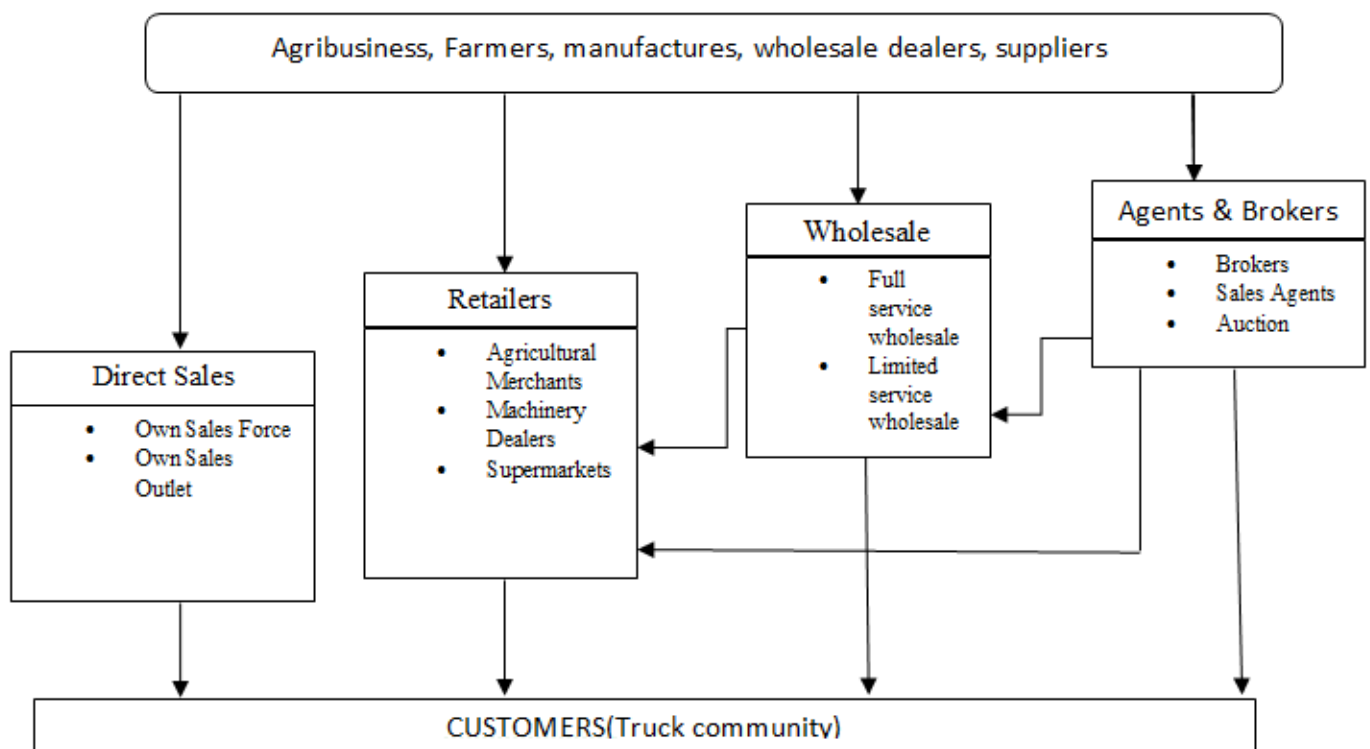 Agribusiness, Farmers, manufactures, wholesale dealers, suppliers
Agents & Brokers
• Brokers
• Sales Agents
• Auction
Wholesale
• Full
service
wholesale
• Limited
service
wholesale
Retailers
• Agricultural
Merchants
• Machinery
Dealers
• Supermarkets
Direct Sales
• Own Sales Force
• Own Sales
Outlet
CUSTOMERS(Truck community)